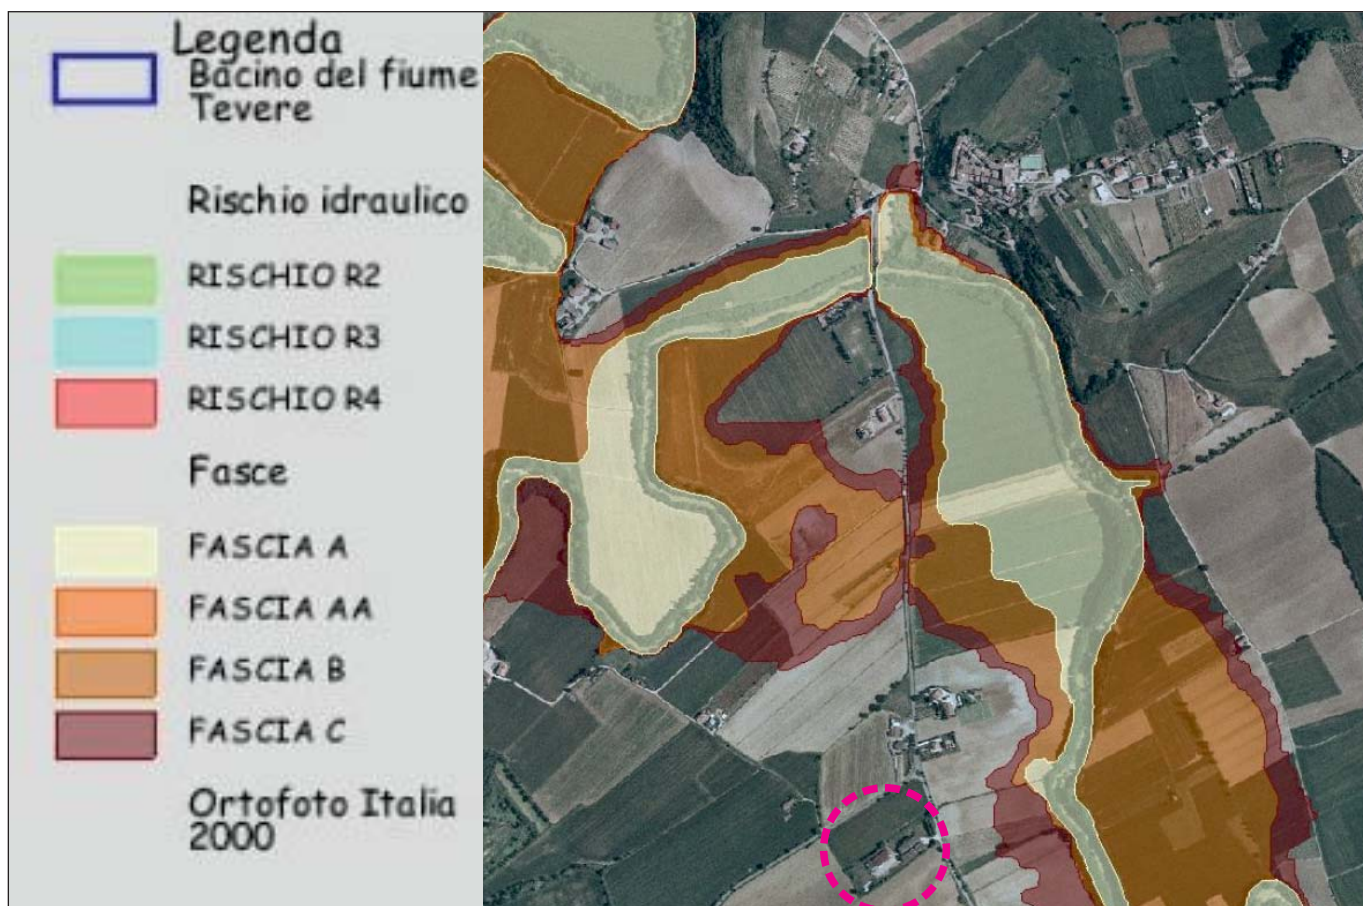 Legenda
Bacino del fiume
Tevere
Rischio idraulico
RISCHIO R2
RISCHIO R3
RISCHIO R4
Fasce
FASCIA A
FASCIA AA
FASCIA B
FASCIA C
Ortofoto Italia
2000